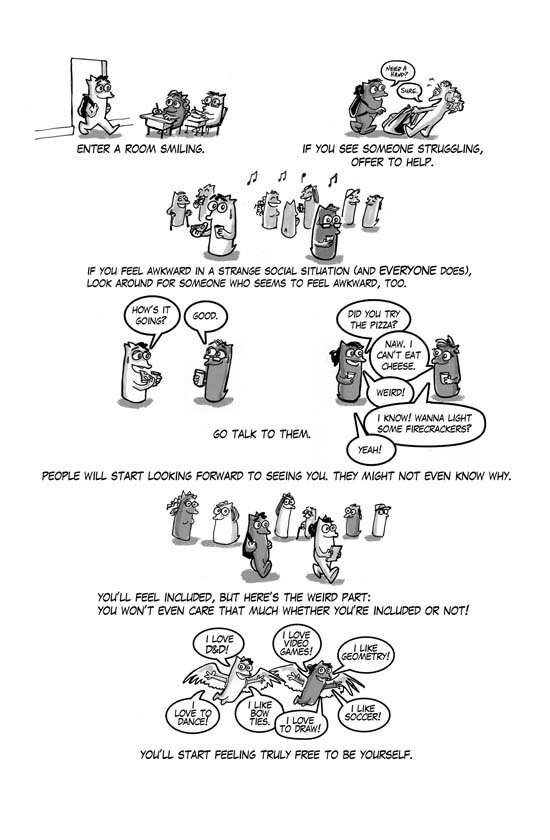 ENTER A ROOM SMILING.
NEED A
HAND?
SURE.
IF YOU SEE SOMEONE STRUGGLING,
OFFER TO HELP.
IF YOU FEEL AWKWARD IN A STRANGE SOCIAL SITUATION (AND EVERYONE DOES),
LOOK AROUND FOR SOMEONE WHO SEEMS TO FEEL AWKWARD, TOO.
HOW'S IT
GOING?
GOOD.
DID YOU TRY
THE PIZZA?
NAW. I
CAN'T EAT
CHEESE.
WEIRD!
I KNOW! WANNA LIGHT
SOME FIRECRACKERS?
YEAH!
GO TALK TO THEM.
PEOPLE WILL START LOOKING FORWARD TO SEEING YOU. THEY MIGHT NOT EVEN KNOW WHY.
YOU'LL FEEL INCLUDED, BUT HERE'S THE WEIRD PART:
YOU WON'T EVEN CARE THAT MUCH WHETHER YOU'RE INCLUDED OR NOT!
I LOVE
D&D!
I LOVE
VIDEO
GAMES!
I LIKE
GEOMETRY!
I
LOVE TO
DANCE!
I LIKE
BOW
TIES.
I LOVE
TO DRAW!
I LIKE
SOCCER!
YOU'LL START FEELING TRULY FREE TO BE YOURSELF.